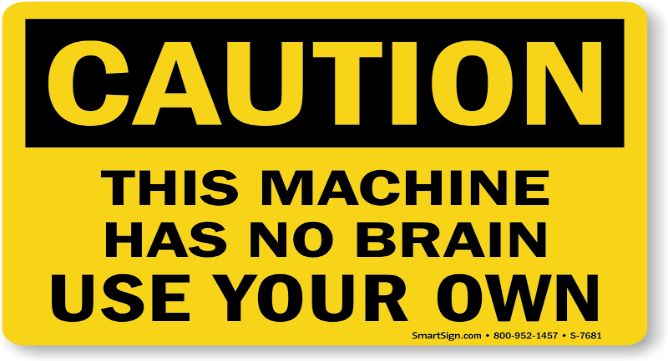 CAUTION
THIS MACHINE
HAS NO BRAIN
USE YOUR OWN
SmartSign.com • 800-952-1457 • S-7681